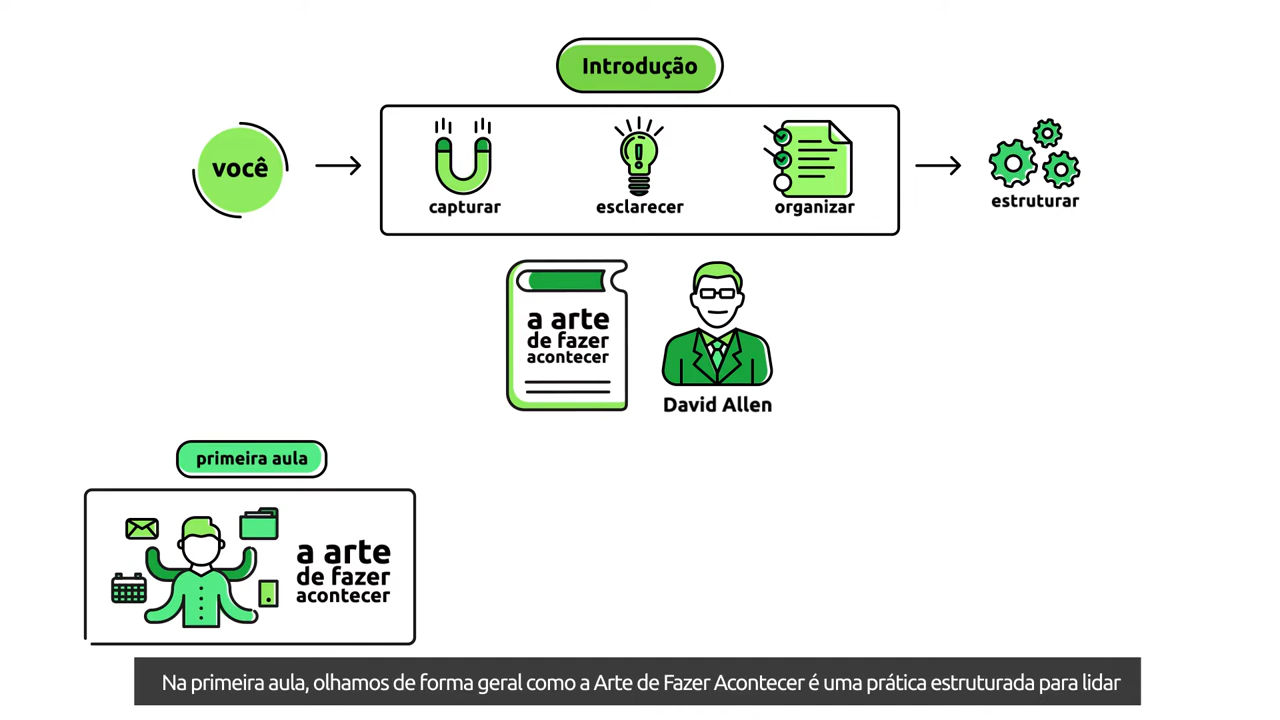 Introdução
você
capturar
esclarecer
organizar
estruturar
a arte
de fazer
acontecer
David Allen
primeira aula
a arte
de fazer
acontecer
Na primeira aula, olhamos de forma geral como a Arte de Fazer Acontecer é uma prática estruturada para lidar